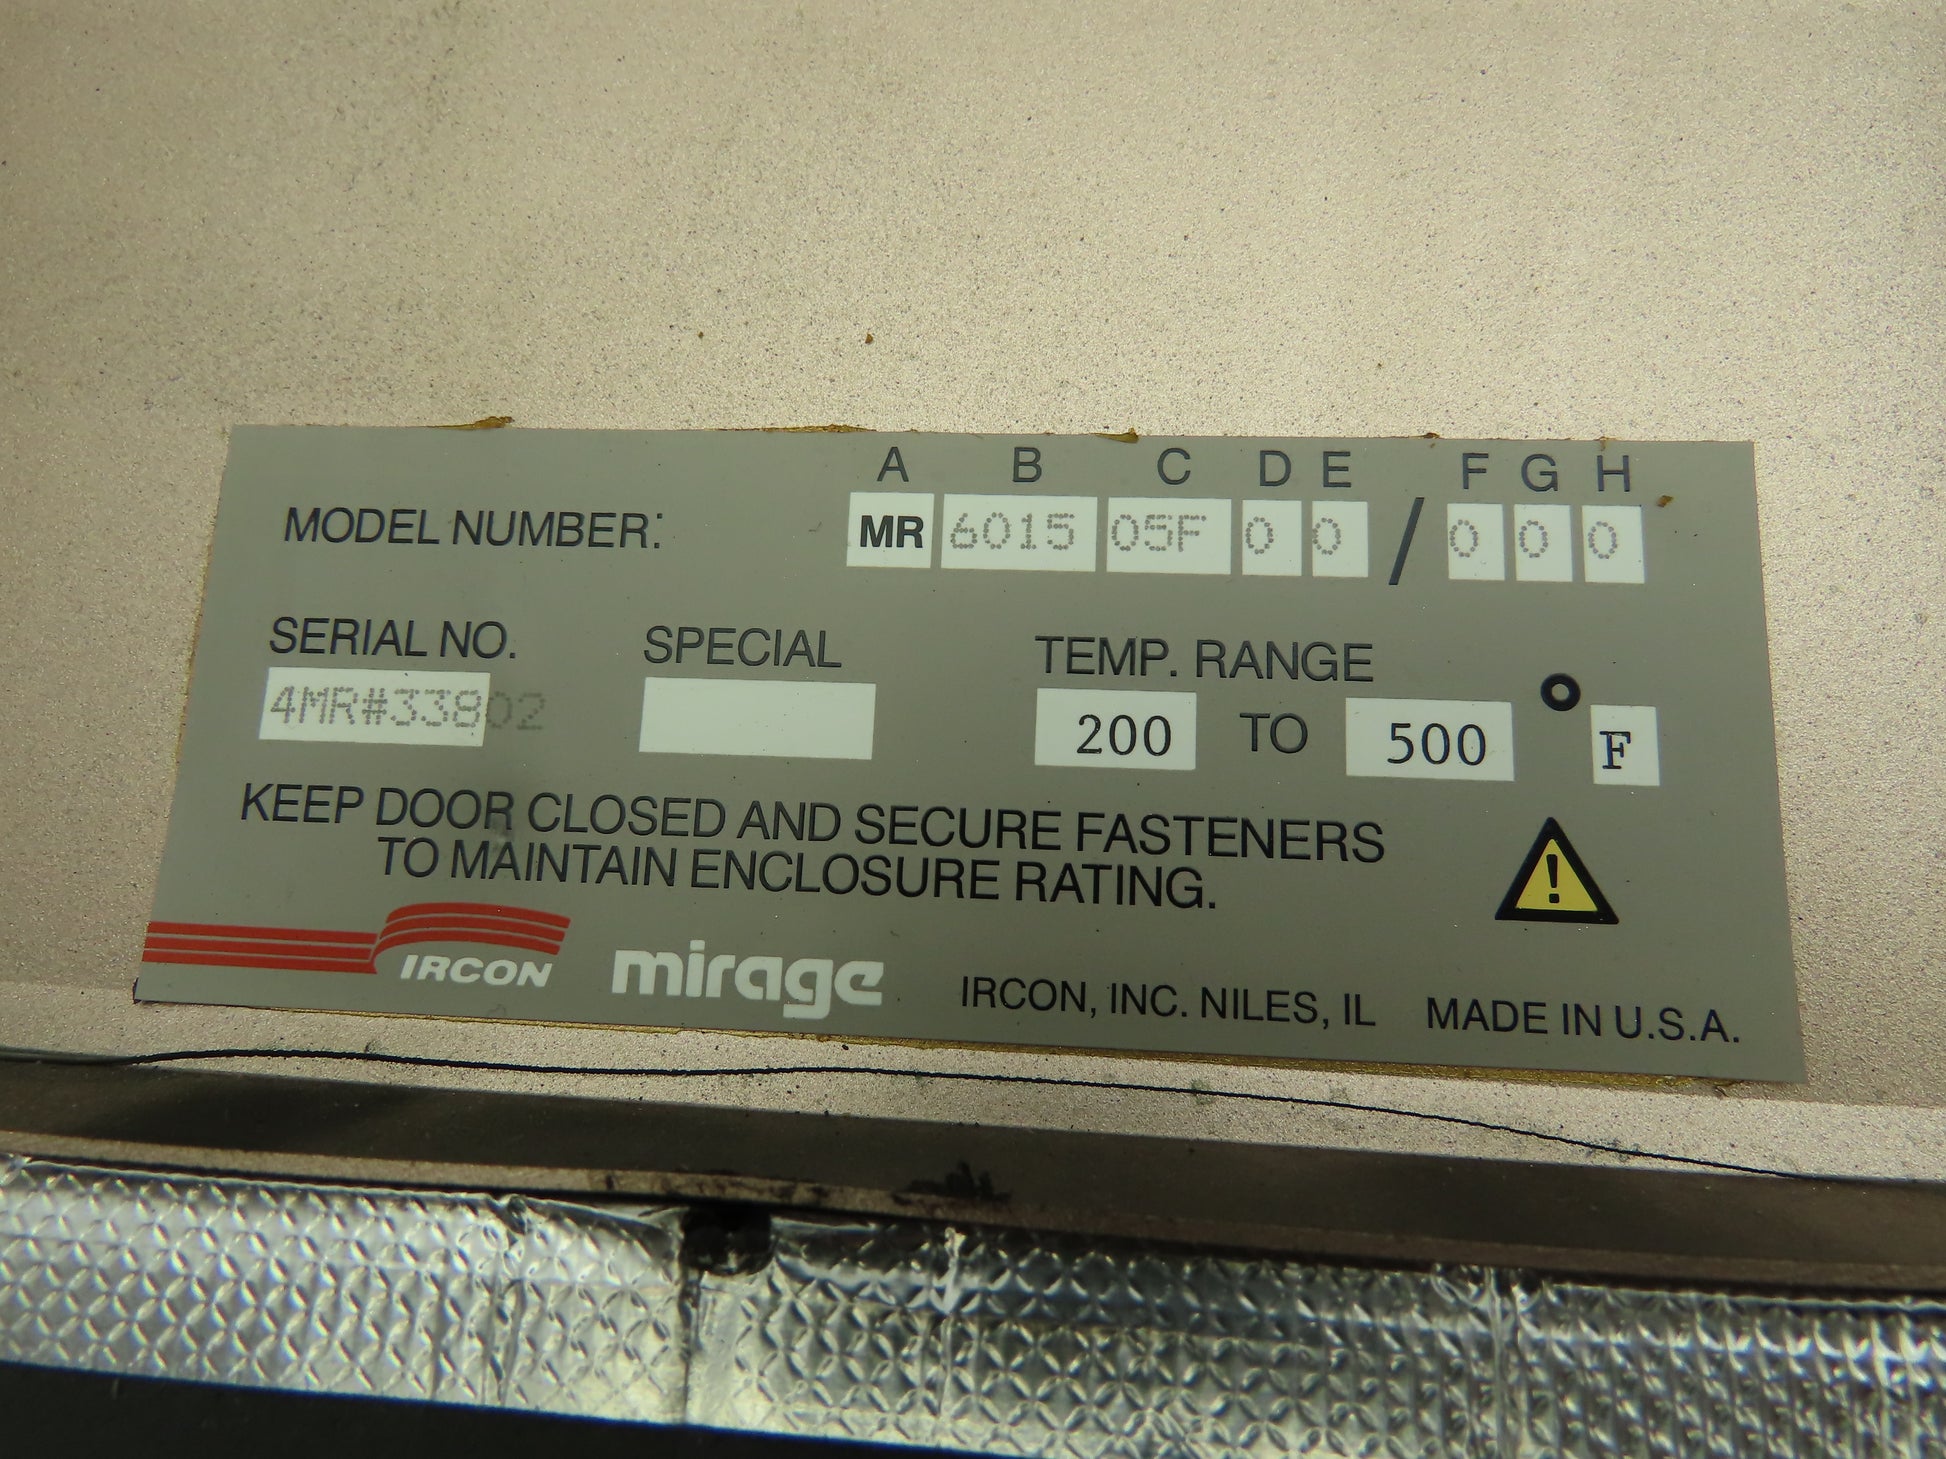 A B C D E F G H
MODEL NUMBER: MR 6015 05F 0 0 / 0 0 0
SERIAL NO. SPECIAL TEMP. RANGE
4MR#33802 200 TO 500 ° F
KEEP DOOR CLOSED AND SECURE FASTENERS
TO MAINTAIN ENCLOSURE RATING. !
IRCON mirage IRCON, INC. NILES, IL MADE IN U.S.A.